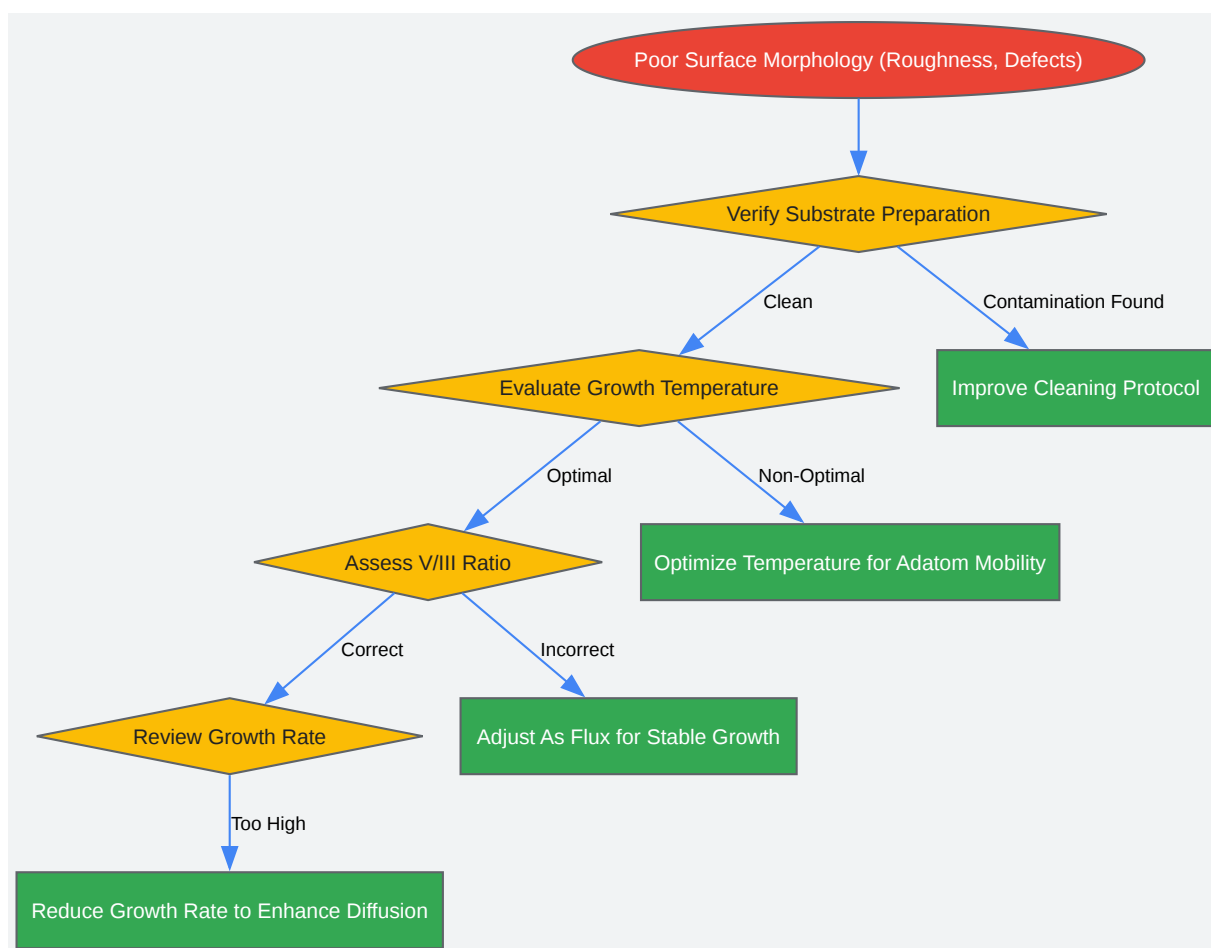 Poor Surface Morphology (Roughness, Defects)
Verify Substrate Preparation
Clean
Contamination Found
Evaluate Growth Temperature
Improve Cleaning Protocol
Optimal
Non-Optimal
Assess V/III Ratio
Optimize Temperature for Adatom Mobility
Correct
Incorrect
Review Growth Rate
Adjust As Flux for Stable Growth
Too High
Reduce Growth Rate to Enhance Diffusion